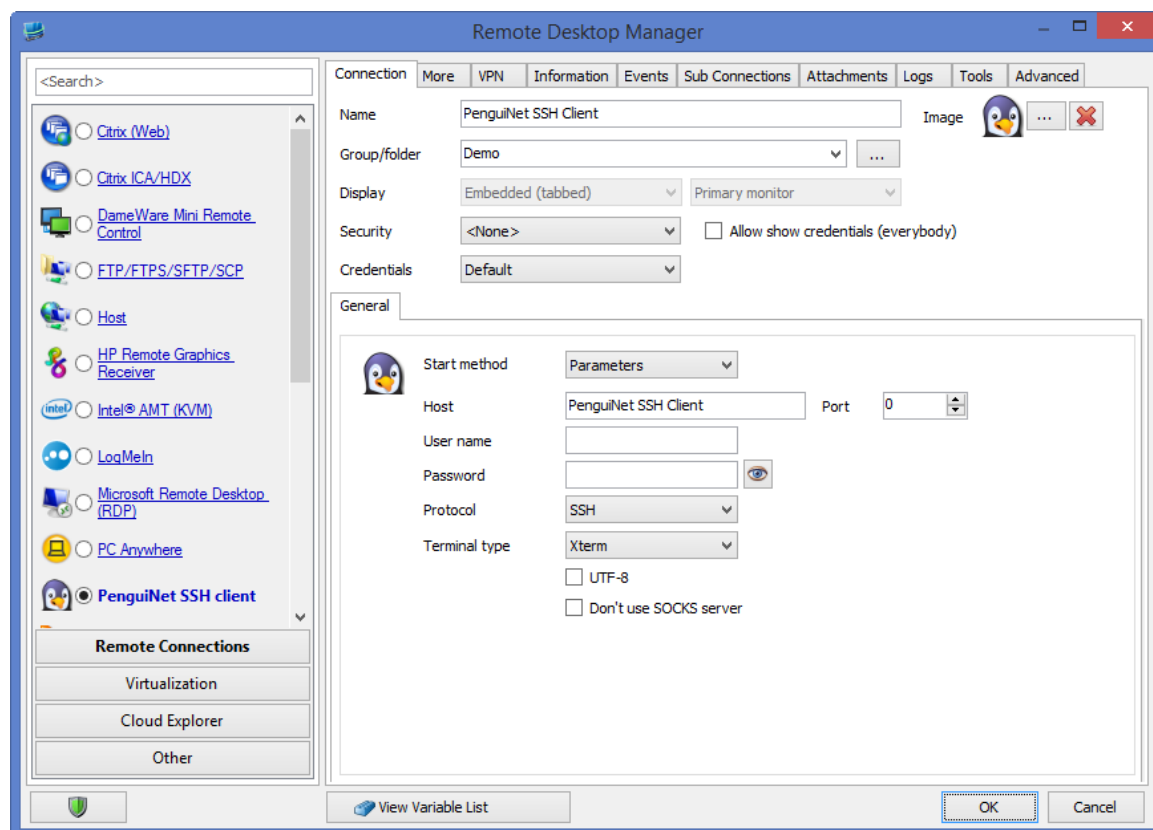 Remote Desktop Manager
<Search>
Citrix (Web)
Citrix ICA/HDX
DameWare Mini Remote
Control
FTP/FTPS/SFTP/SCP
Host
HP Remote Graphics
Receiver
intel
Intel® AMT (KVM)
LogMeIn
Microsoft Remote Desktop
(RDP)
PC Anywhere
PenguiNet SSH client
Remote Connections
Virtualization
Cloud Explorer
Other
Connection More VPN Information Events Sub Connections Attachments Logs Tools Advanced
Name PenguiNet SSH Client Image ...
Group/folder Demo ...
Display Embedded (tabbed) Primary monitor
Security <None> Allow show credentials (everybody)
Credentials Default
General
Start method Parameters
Host PenguiNet SSH Client Port 0
User name
Password
Protocol SSH
Terminal type Xterm
UTF-8
Don't use SOCKS server
View Variable List OK Cancel